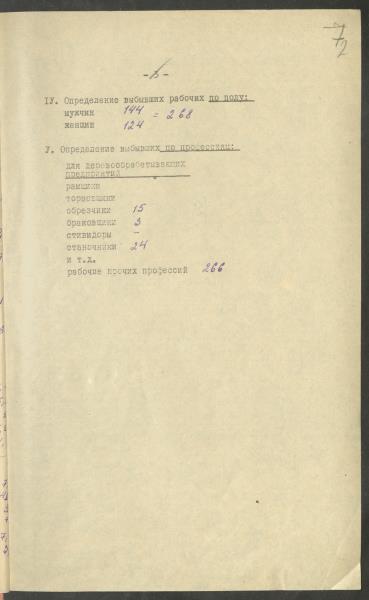 72
-6-
IУ. Определение выбывших рабочих по полу:
мужчин 144
= 268
женщин 124
У. Определение выбывших по профессиям:
для деревообрабатывающих
предприятий
рамщики
торцовщики
обрезчики 15
браковщики 3
стивидоры -
станочники 24
и т.д.
рабочие прочих профессий 266